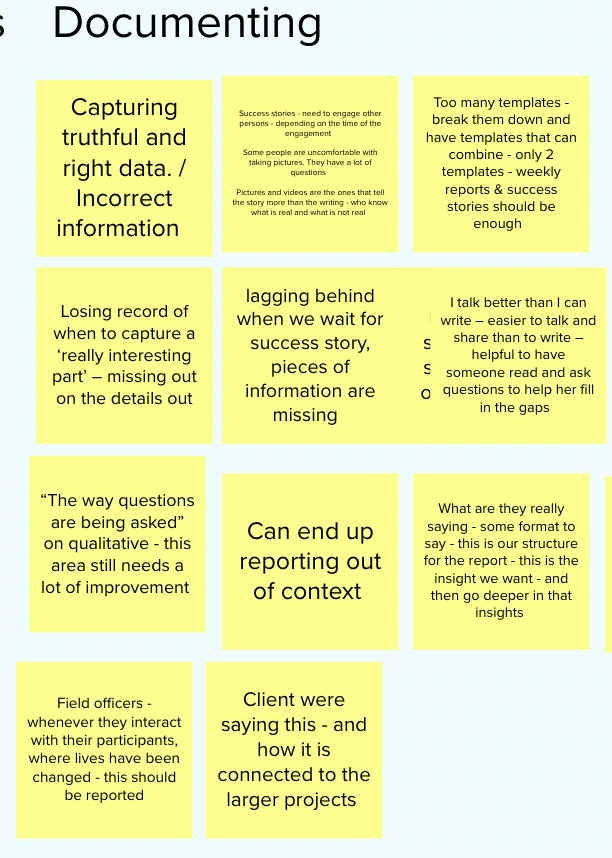 s Documenting
Capturing
truthful and
right data. /
Incorrect
information
Success stories - need to engage other
persons - depending on the time of the
engagement
Some people are uncomfortable with
taking pictures. They have a lot of
questions
Pictures and videos are the ones that tell
the story more than the writing - who know
what is real and what is not real
Too many templates -
break them down and
have templates that can
combine - only 2
templates - weekly
reports & success
stories should be
enough
Losing record of
when to capture a
‘really interesting
part’ – missing out
on the details out
lagging behind
when we wait for
success story,
pieces of
information are
missing
s
s
o
I talk better than I can
write – easier to talk and
share than to write –
helpful to have
someone read and ask
questions to help her fill
in the gaps
“The way questions
are being asked”
on qualitative - this
area still needs a
lot of improvement
Can end up
reporting out
of context
What are they really
saying - some format to
say - this is our structure
for the report - this is the
insight we want - and
then go deeper in that
insights
Field officers -
whenever they interact
with their participants,
where lives have been
changed - this should
be reported
Client were
saying this - and
how it is
connected to the
larger projects